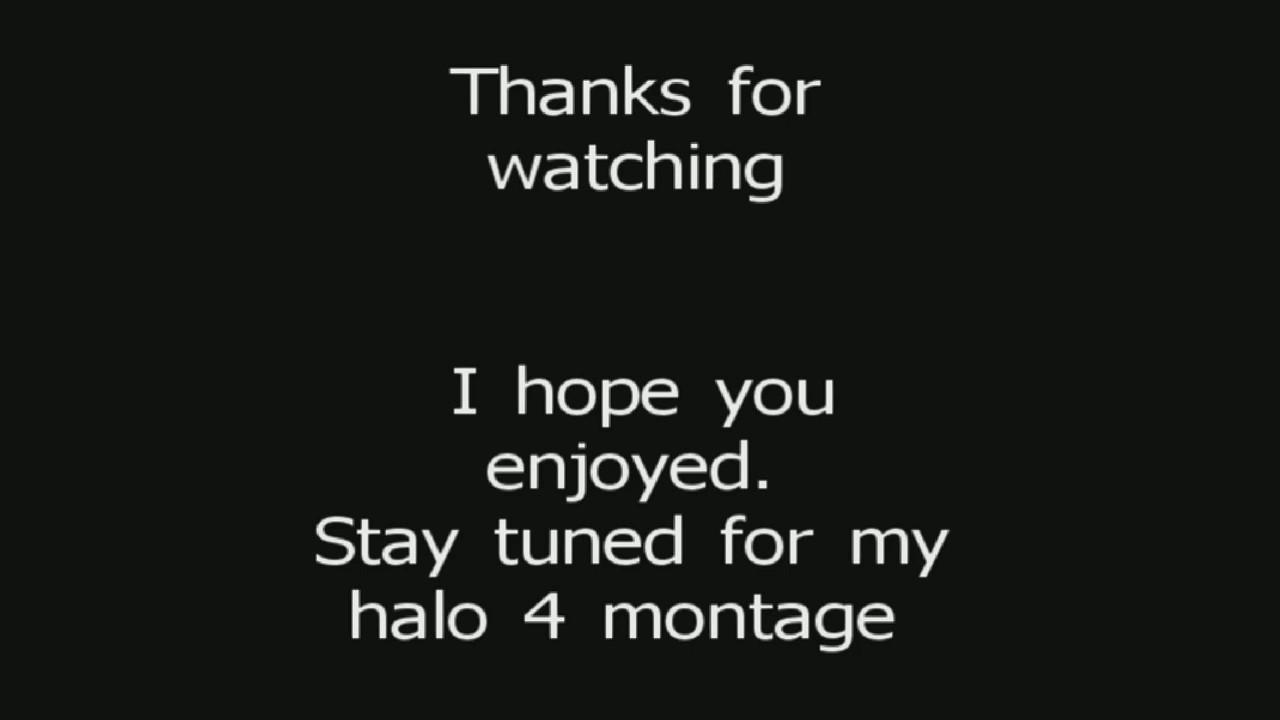 Thanks for
watching
I hope you
enjoyed.
Stay tuned for my
halo 4 montage